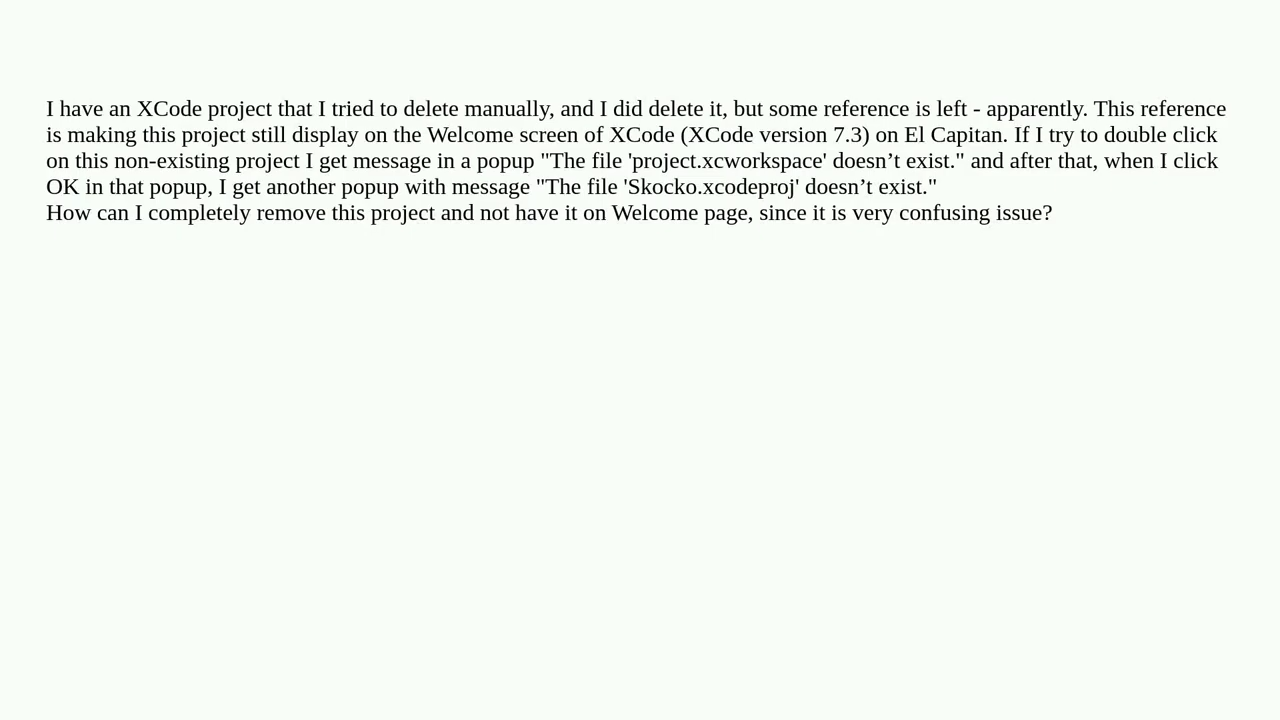 I have an XCode project that I tried to delete manually, and I did delete it, but some reference is left - apparently. This reference
is making this project still display on the Welcome screen of XCode (XCode version 7.3) on El Capitan. If I try to double click
on this non-existing project I get message in a popup "The file 'project.xcworkspace' doesn’t exist." and after that, when I click
OK in that popup, I get another popup with message "The file 'Skocko.xcodeproj' doesn’t exist."
How can I completely remove this project and not have it on Welcome page, since it is very confusing issue?